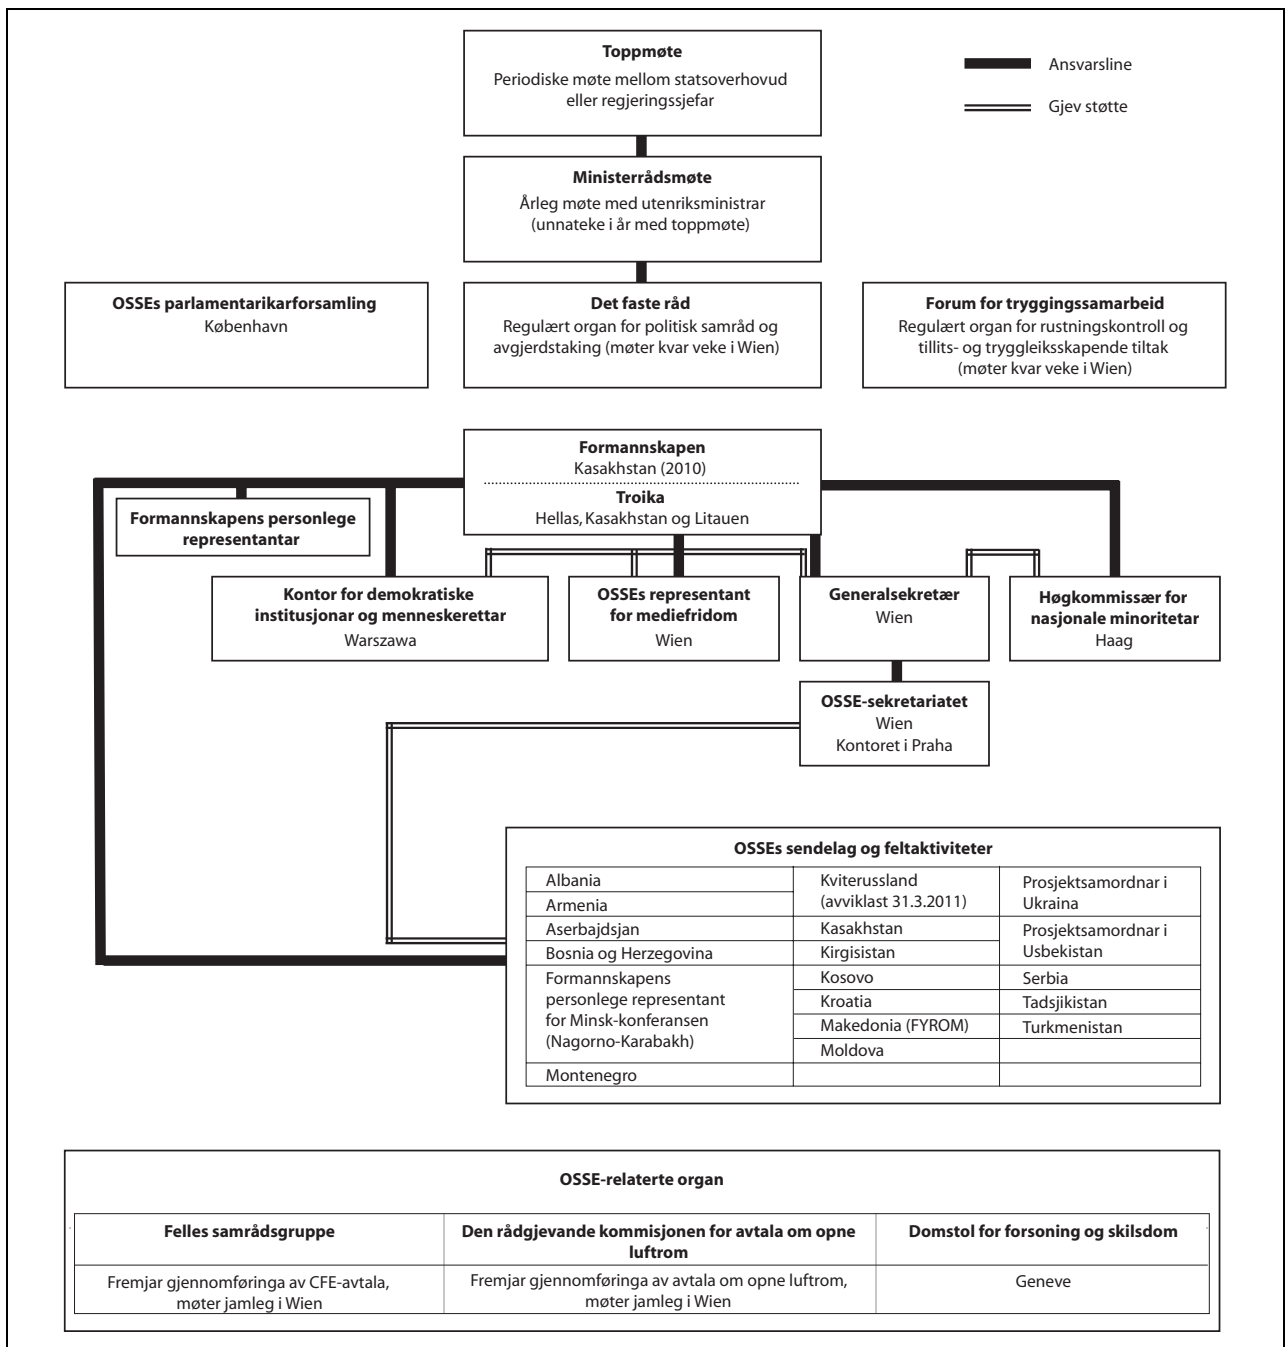 Toppmøte
Periodiske møte mellom statsoverhovud
eller regjeringssjefar
Ansvarsline
Gjev støtte
Ministerrådsmøte
Årleg møte med utenriksministrar
(unnateke i år med toppmøte)
OSSEs parlamentarikarforsamling
København
Det faste råd
Regulært organ for politisk samråd og
avgjerdstaking (møter kvar veke i Wien)
Forum for tryggingssamarbeid
Regulært organ for rustningskontroll og
tillits- og tryggleiksskapende tiltak
(møter kvar veke i Wien)
Formannskapen
Kasakhstan (2010)
Troika
Hellas, Kasakhstan og Litauen
Formannskapens personlege
representantar
Kontor for demokratiske
institusjonar og menneskerettar
Warszawa
OSSEs representant
for mediefridom
Wien
Generalsekretær
Wien
Høgkommissær for
nasjonale minoritetar
Haag
OSSE-sekretariatet
Wien
Kontoret i Praha
OSSEs sendelag og feltaktiviteter
Albania
Armenia
Aserbajdsjan
Bosnia og Herzegovina
Formannskapens
personlege representant
for Minsk-konferansen
(Nagorno-Karabakh)
Montenegro
Kviterussland
(avviklast 31.3.2011)
Kasakhstan
Kirgisistan
Kosovo
Kroatia
Makedonia (FYROM)
Moldova
Prosjektsamordnar i
Ukraina
Prosjektsamordnar i
Usbekistan
Serbia
Tadsjikistan
Turkmenistan
OSSE-relaterte organ
Felles samrådsgruppe
Fremjar gjennomføringa av CFE-avtala,
møter jamleg i Wien
Den rådgjevande kommisjonen for avtala om opne
luftrom
Fremjar gjennomføringa av avtala om opne luftrom,
møter jamleg i Wien
Domstol for forsoning og skilsdom
Geneve